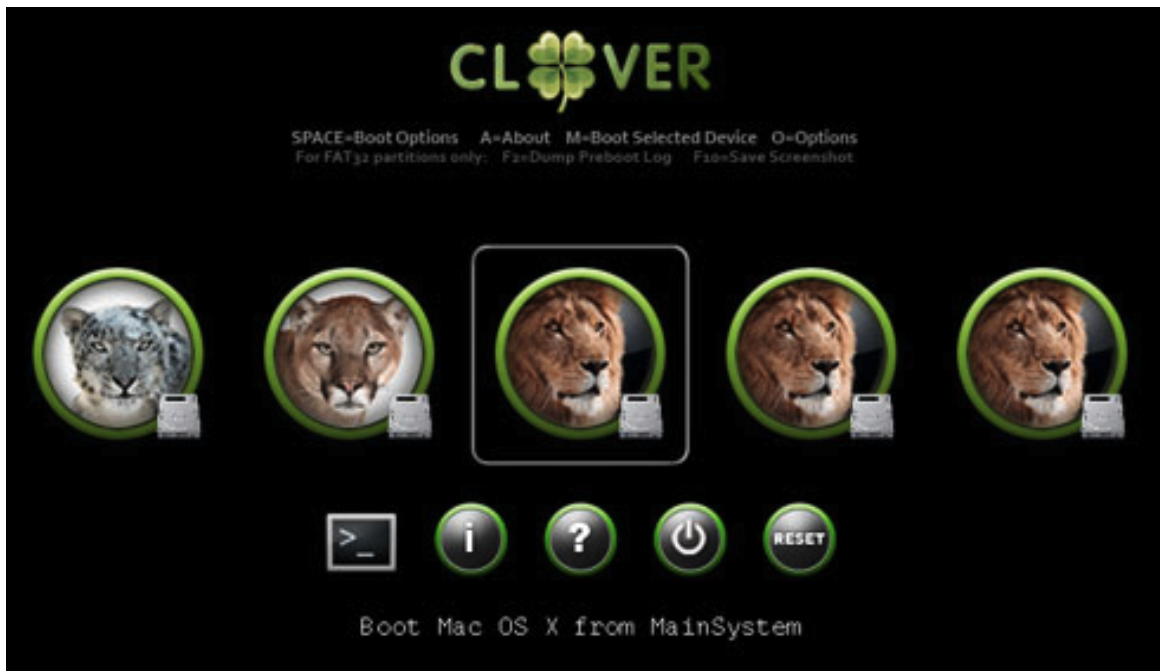 CLOVER
SPACE=Boot Options A=About M=Boot Selected Device O=Options
For FAT32 partitions only: F2=Dump Preboot Log F10=Save Screenshot
>_ i ? RESET
Boot Mac OS X from MainSystem